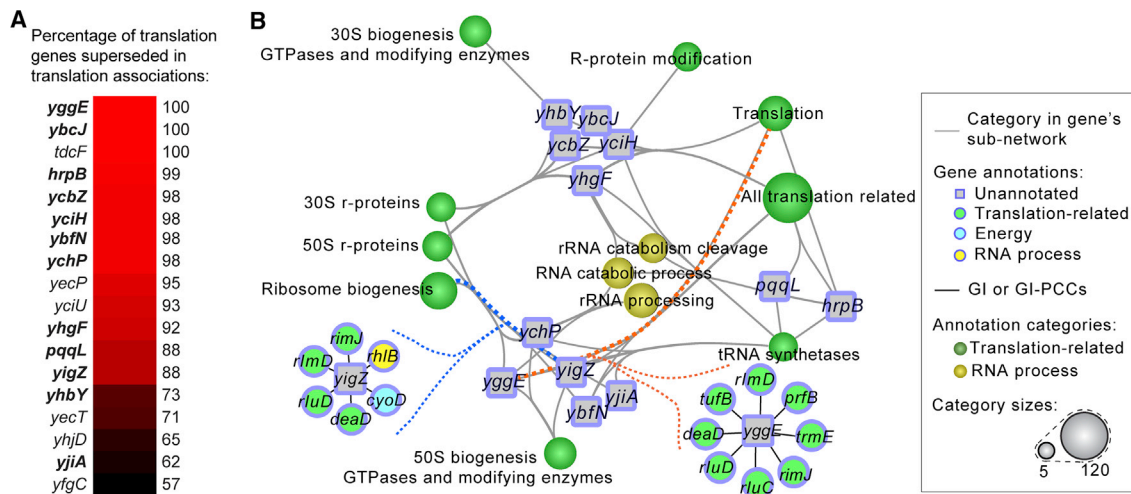 A
Percentage of translation
genes superseded in
translation associations:
yggE 100
ybcJ 100
tdcF 100
hrpB 99
ycbZ 98
yciH 98
ybfN 98
ychP 98
yecP 95
yciU 93
yhgF 92
pqqL 88
yigZ 88
yhbY 73
yecT 71
yhjD 65
yjiA 62
yfgC 57
B
30S biogenesis
GTPases and modifying enzymes
R-protein modification
Translation
yhbY
ybcJ
ycbZ
yciH
yhgF
All translation related
30S r-proteins
50S r-proteins
Ribosome biogenesis
rRNA catabolism cleavage
RNA catabolic process
rRNA processing
pqqL
hrpB
ychP
tRNA synthetases
yggE
yigZ
ybfN
yjiA
50S biogenesis
GTPases and modifying enzymes
rimJ
rlmD
rhlB
yigZ
rluD
cyoD
deaD
rlmD
tufB
prfB
deaD
yggE
trmE
rluD
rimJ
rluC
Category in gene's
sub-network
Gene annotations:
Unannotated
Translation-related
Energy
RNA process
GI or GI-PCCs
Annotation categories:
Translation-related
RNA process
Category sizes:
5 120